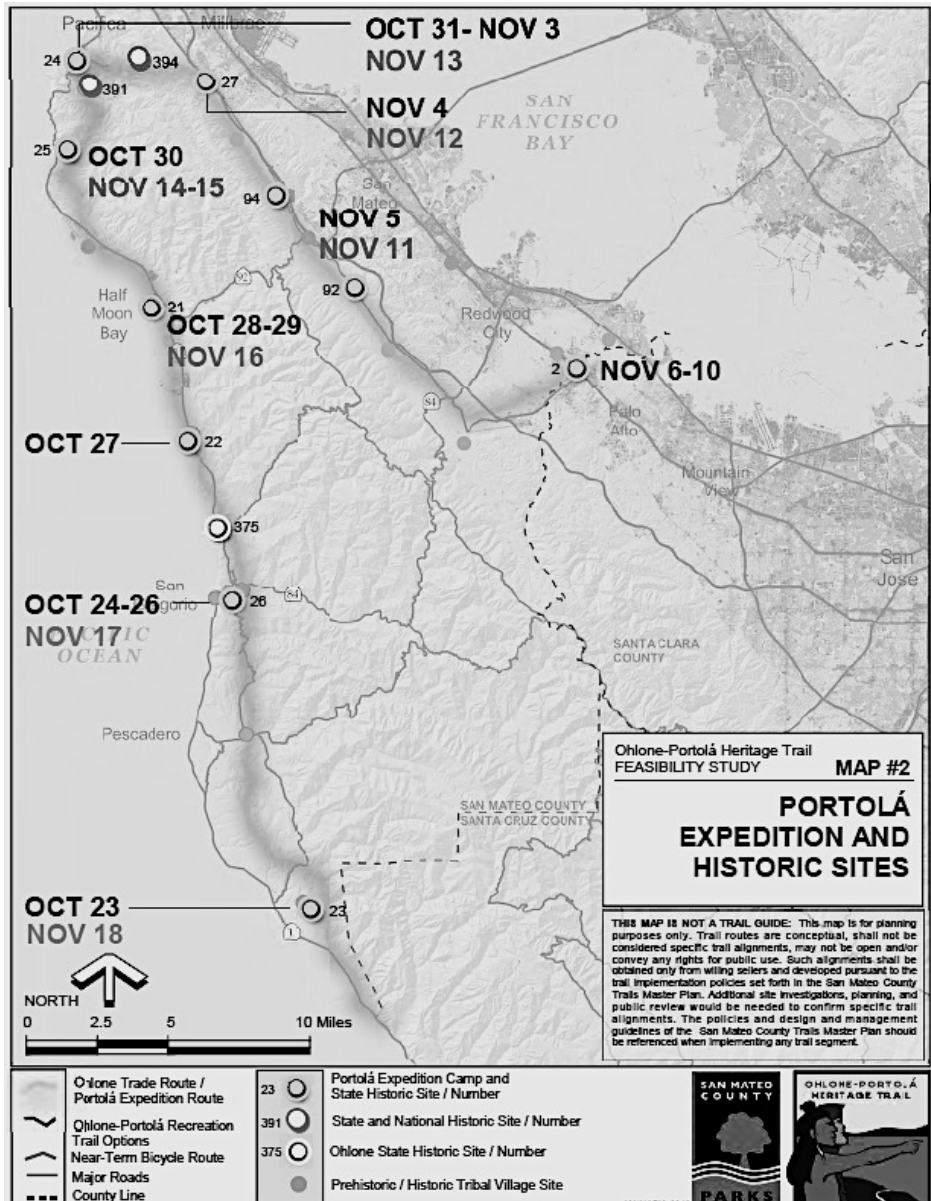 Pacifica
Millbrae
OCT 31- NOV 3
NOV 13
24
394
391
27
NOV 4
NOV 12
SAN
FRANCISCO
BAY
25
OCT 30
NOV 14-15
94
San
Mateo
NOV 5
NOV 11
92
92
Half
Moon
Bay
21
OCT 28-29
NOV 16
Redwood
City
2
NOV 6-10
Palo
Alto
84
OCT 27
22
Mountain
View
375
San
Jose
San
Gregorio
OCT 24-26
NOV 17
26
84
OCEAN
SANTA CLARA
COUNTY
Pescadero
SAN MATEO COUNTY
SANTA CRUZ COUNTY
OCT 23
NOV 18
23
1
NORTH
0 2.5 5 10 Miles
Ohlone-Portolá Heritage Trail
FEASIBILITY STUDY MAP #2
PORTOLÁ
EXPEDITION AND
HISTORIC SITES
THIS MAP IS NOT A TRAIL GUIDE: This map is for planning
purposes only. Trail routes are conceptual, shall not be
considered specific trail alignments, may not be open and/or
convey any rights for public use. Such alignments shall be
obtained only from willing sellers and developed pursuant to the
trail implementation policies set forth in the San Mateo County
Trails Master Plan. Additional site investigations, planning, and
public review would be needed to confirm specific trail
alignments. The policies and design and management
guidelines of the San Mateo County Trails Master Plan should
be referenced when implementing any trail segment.
Ohlone Trade Route /
Portolá Expedition Route
Ohlone-Portolá Recreation
Trail Options
Near-Term Bicycle Route
Major Roads
County Line
23
Portolá Expedition Camp and
State Historic Site / Number
391
State and National Historic Site / Number
375
Ohlone State Historic Site / Number
Prehistoric / Historic Tribal Village Site
SAN MATEO
COUNTY
PARKS
OHLONE-PORTOLÁ
HERITAGE TRAIL